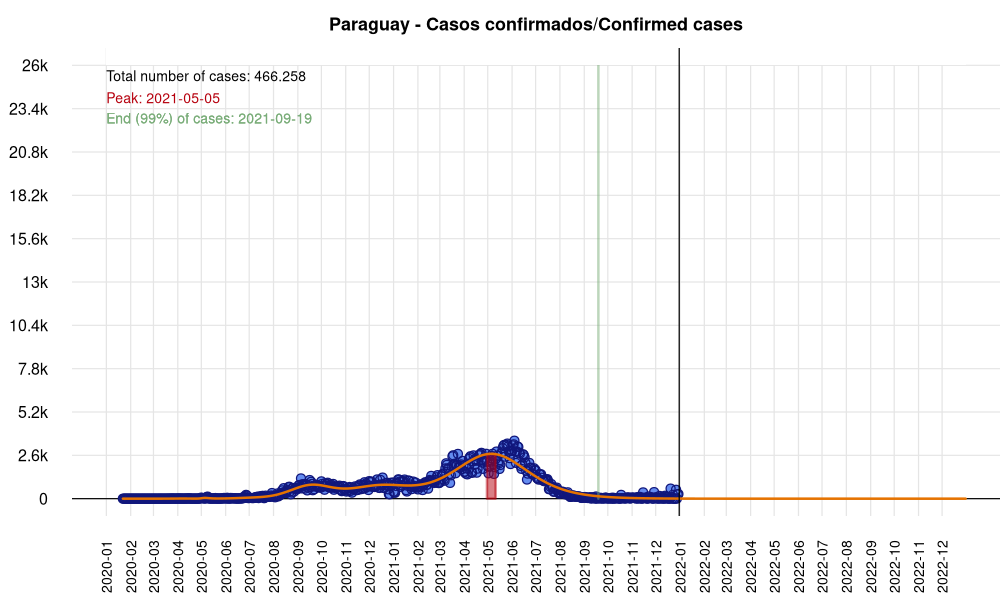 Paraguay - Casos confirmados/Confirmed cases
Total number of cases: 466.258
Peak: 2021-05-05
End (99%) of cases: 2021-09-19
26k
23.4k
20.8k
18.2k
15.6k
13k
10.4k
7.8k
5.2k
2.6k
0
2020-01
2020-02
2020-03
2020-04
2020-05
2020-06
2020-07
2020-08
2020-09
2020-10
2020-11
2020-12
2021-01
2021-02
2021-03
2021-04
2021-05
2021-06
2021-07
2021-08
2021-09
2021-10
2021-11
2021-12
2022-01
2022-02
2022-03
2022-04
2022-05
2022-06
2022-07
2022-08
2022-09
2022-10
2022-11
2022-12